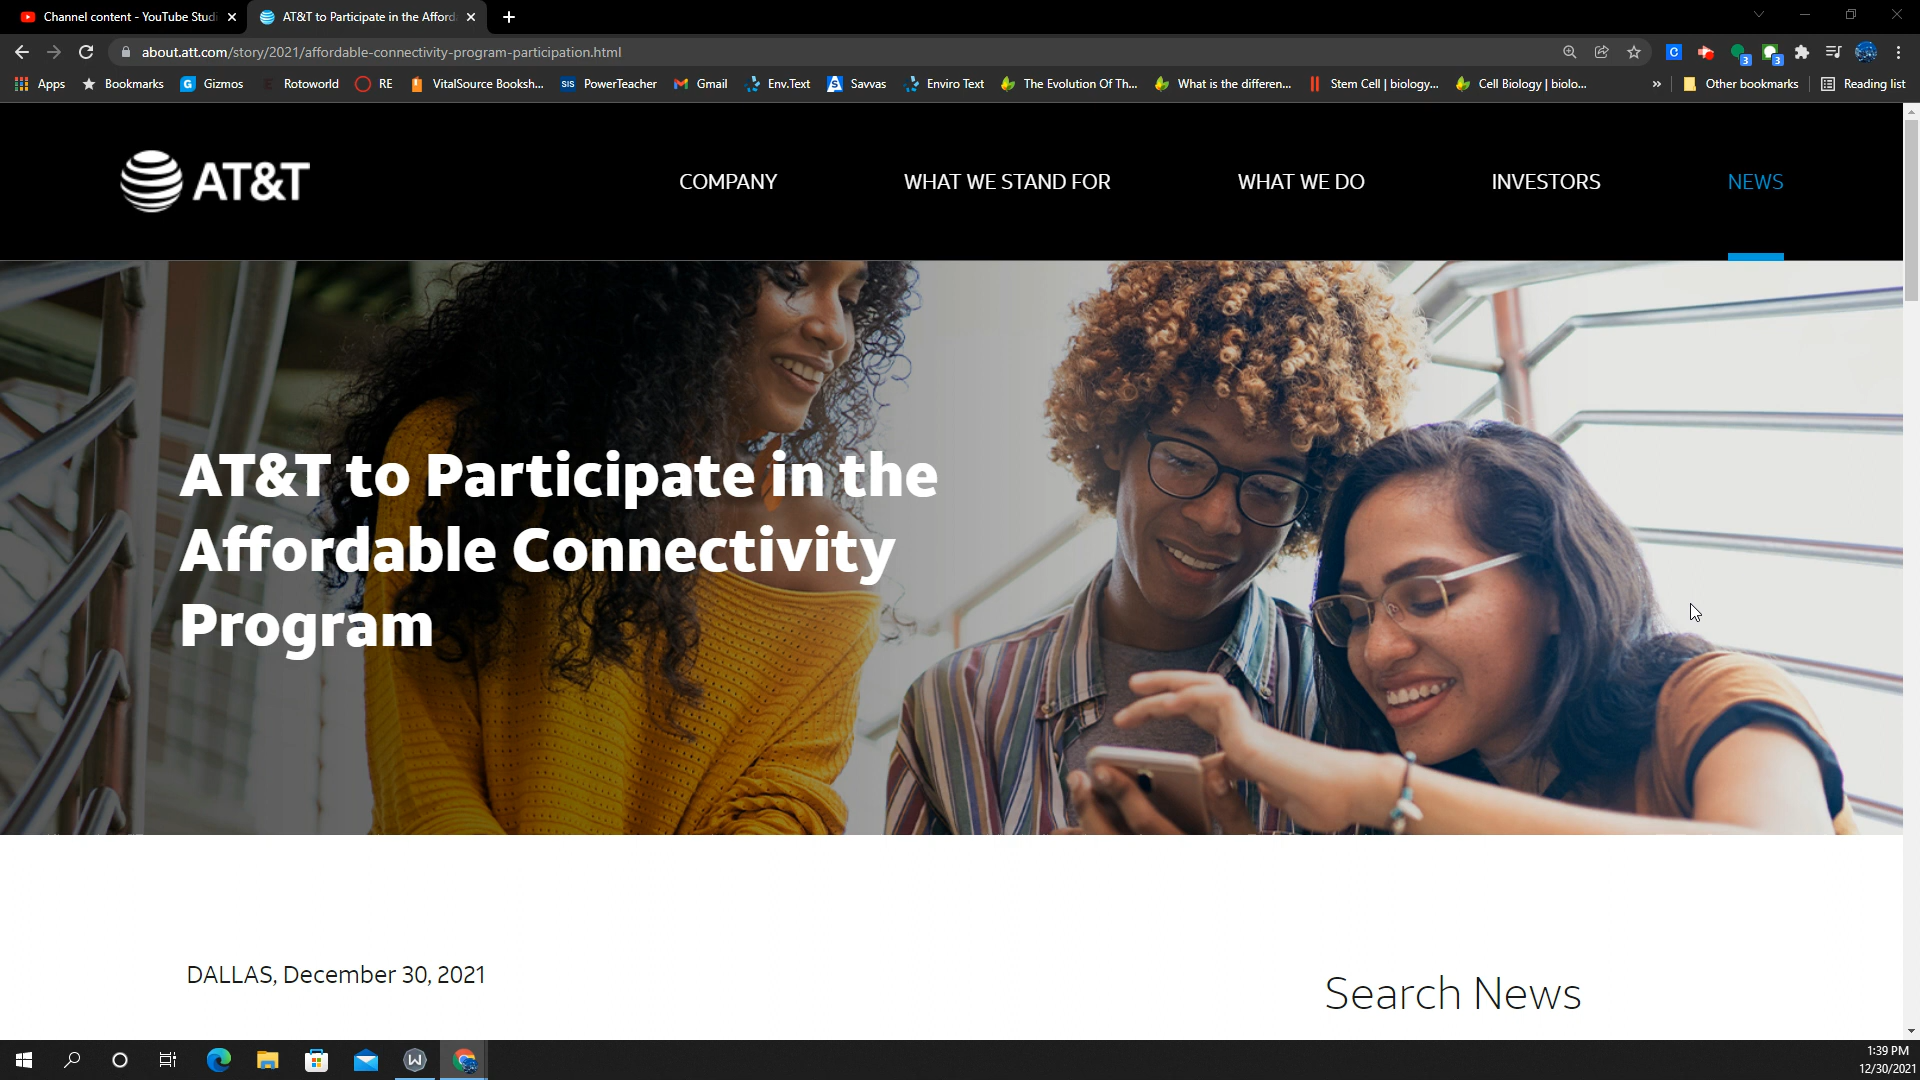 Channel content - YouTube Studi
AT&T to Participate in the Afford
about.att.com/story/2021/affordable-connectivity-program-participation.html
C
3
3
Apps
Bookmarks
G Gizmos
E Rotoworld
RE
VitalSource Booksh...
SIS PowerTeacher
Gmail
Env.Text
S Savvas
Enviro Text
The Evolution Of Th...
What is the differen...
Stem Cell | biology...
Cell Biology | biolo...
»
Other bookmarks
Reading list
AT&T
COMPANY
WHAT WE STAND FOR
WHAT WE DO
INVESTORS
NEWS
AT&T to Participate in the
Affordable Connectivity
Program
DALLAS, December 30, 2021
Search News
W
1:39 PM
12/30/2021